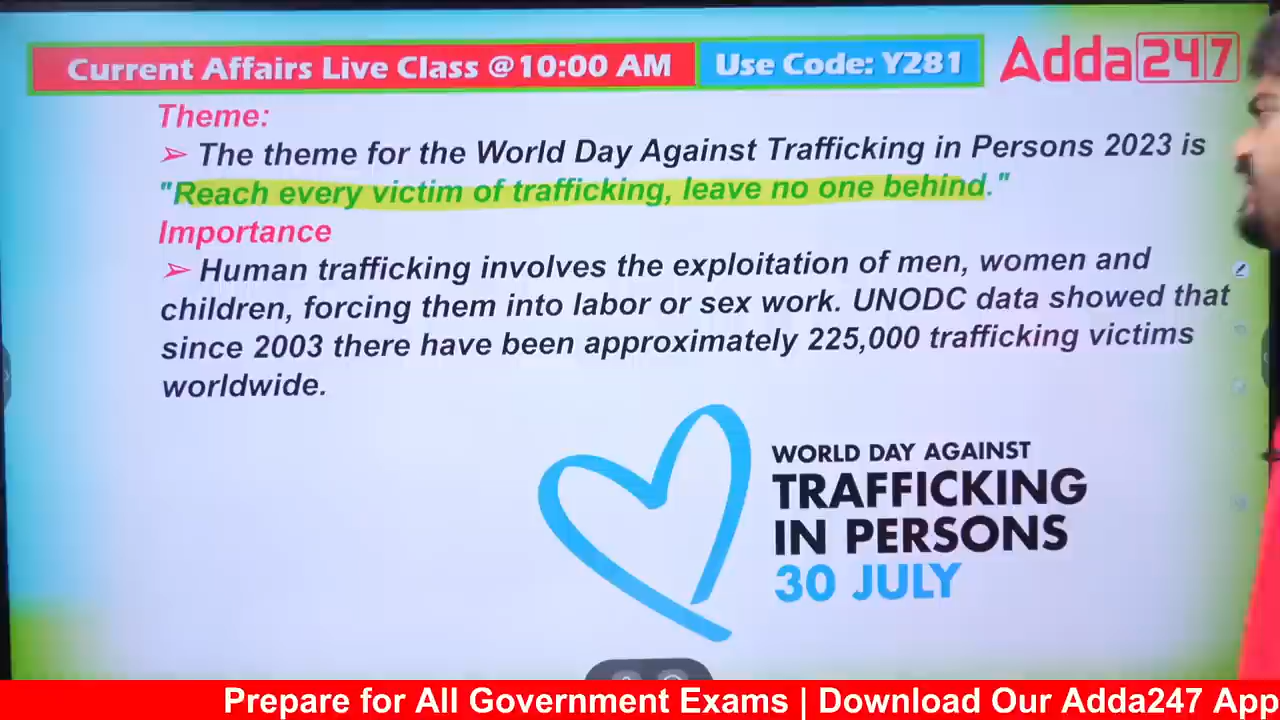 Current Affairs Live Class @10:00 AM Use Code: Y281 Adda247
Theme:
➢ The theme for the World Day Against Trafficking in Persons 2023 is
"Reach every victim of trafficking, leave no one behind."
Importance
➢ Human trafficking involves the exploitation of men, women and
children, forcing them into labor or sex work. UNODC data showed that
since 2003 there have been approximately 225,000 trafficking victims
worldwide.
WORLD DAY AGAINST
TRAFFICKING
IN PERSONS
30 JULY
Prepare for All Government Exams | Download Our Adda247 App